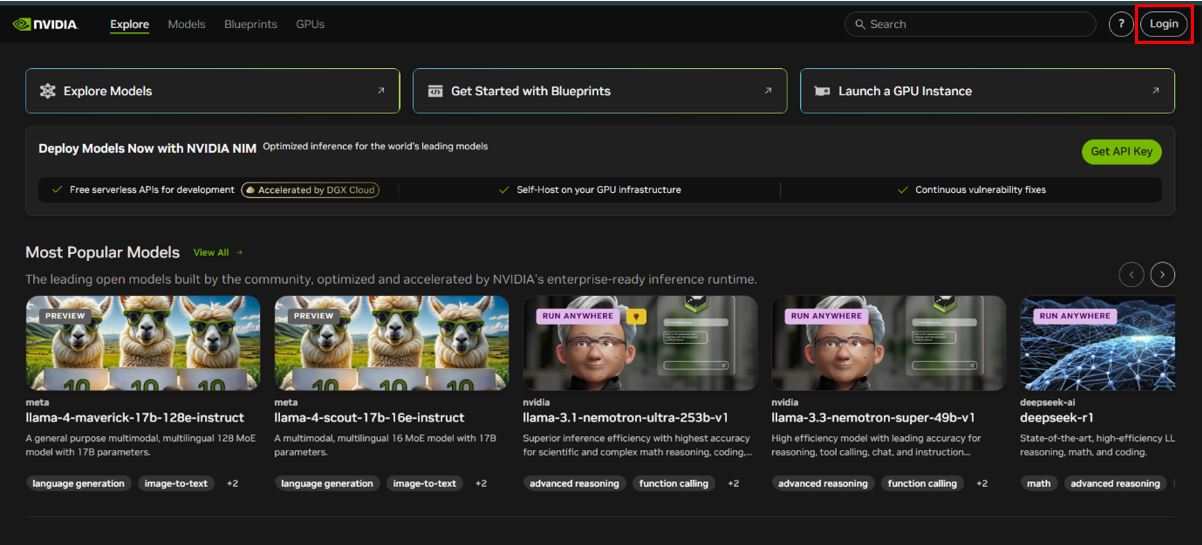 NVIDIA. Explore Models Blueprints GPUs Search ? Login
Explore Models
Get Started with Blueprints
Launch a GPU Instance
Deploy Models Now with NVIDIA NIM Optimized inference for the world's leading models
Get API Key
Free serverless APIs for development Accelerated by DGX Cloud
Self-Host on your GPU infrastructure
Continuous vulnerability fixes
Most Popular Models View All →
The leading open models built by the community, optimized and accelerated by NVIDIA's enterprise-ready inference runtime.
PREVIEW
10 10 10
meta
llama-4-maverick-17b-128e-instruct
A general purpose multimodal, multilingual 128 MoE
model with 17B parameters.
language generation image-to-text +2
PREVIEW
10 10 10
meta
llama-4-scout-17b-16e-instruct
A multimodal, multilingual 16 MoE model with 17B
parameters.
language generation image-to-text +2
RUN ANYWHERE
nvidia
llama-3.1-nemotron-ultra-253b-v1
Superior inference efficiency with highest accuracy
for scientific and complex math reasoning, coding,...
advanced reasoning function calling +2
RUN ANYWHERE
nvidia
llama-3.3-nemotron-super-49b-v1
High efficiency model with leading accuracy for
reasoning, tool calling, chat, and instruction...
advanced reasoning function calling +2
RUN ANYWHERE
deepseek-ai
deepseek-r1
State-of-the-art, high-efficiency LL
reasoning, math, and coding.
math advanced reasoning